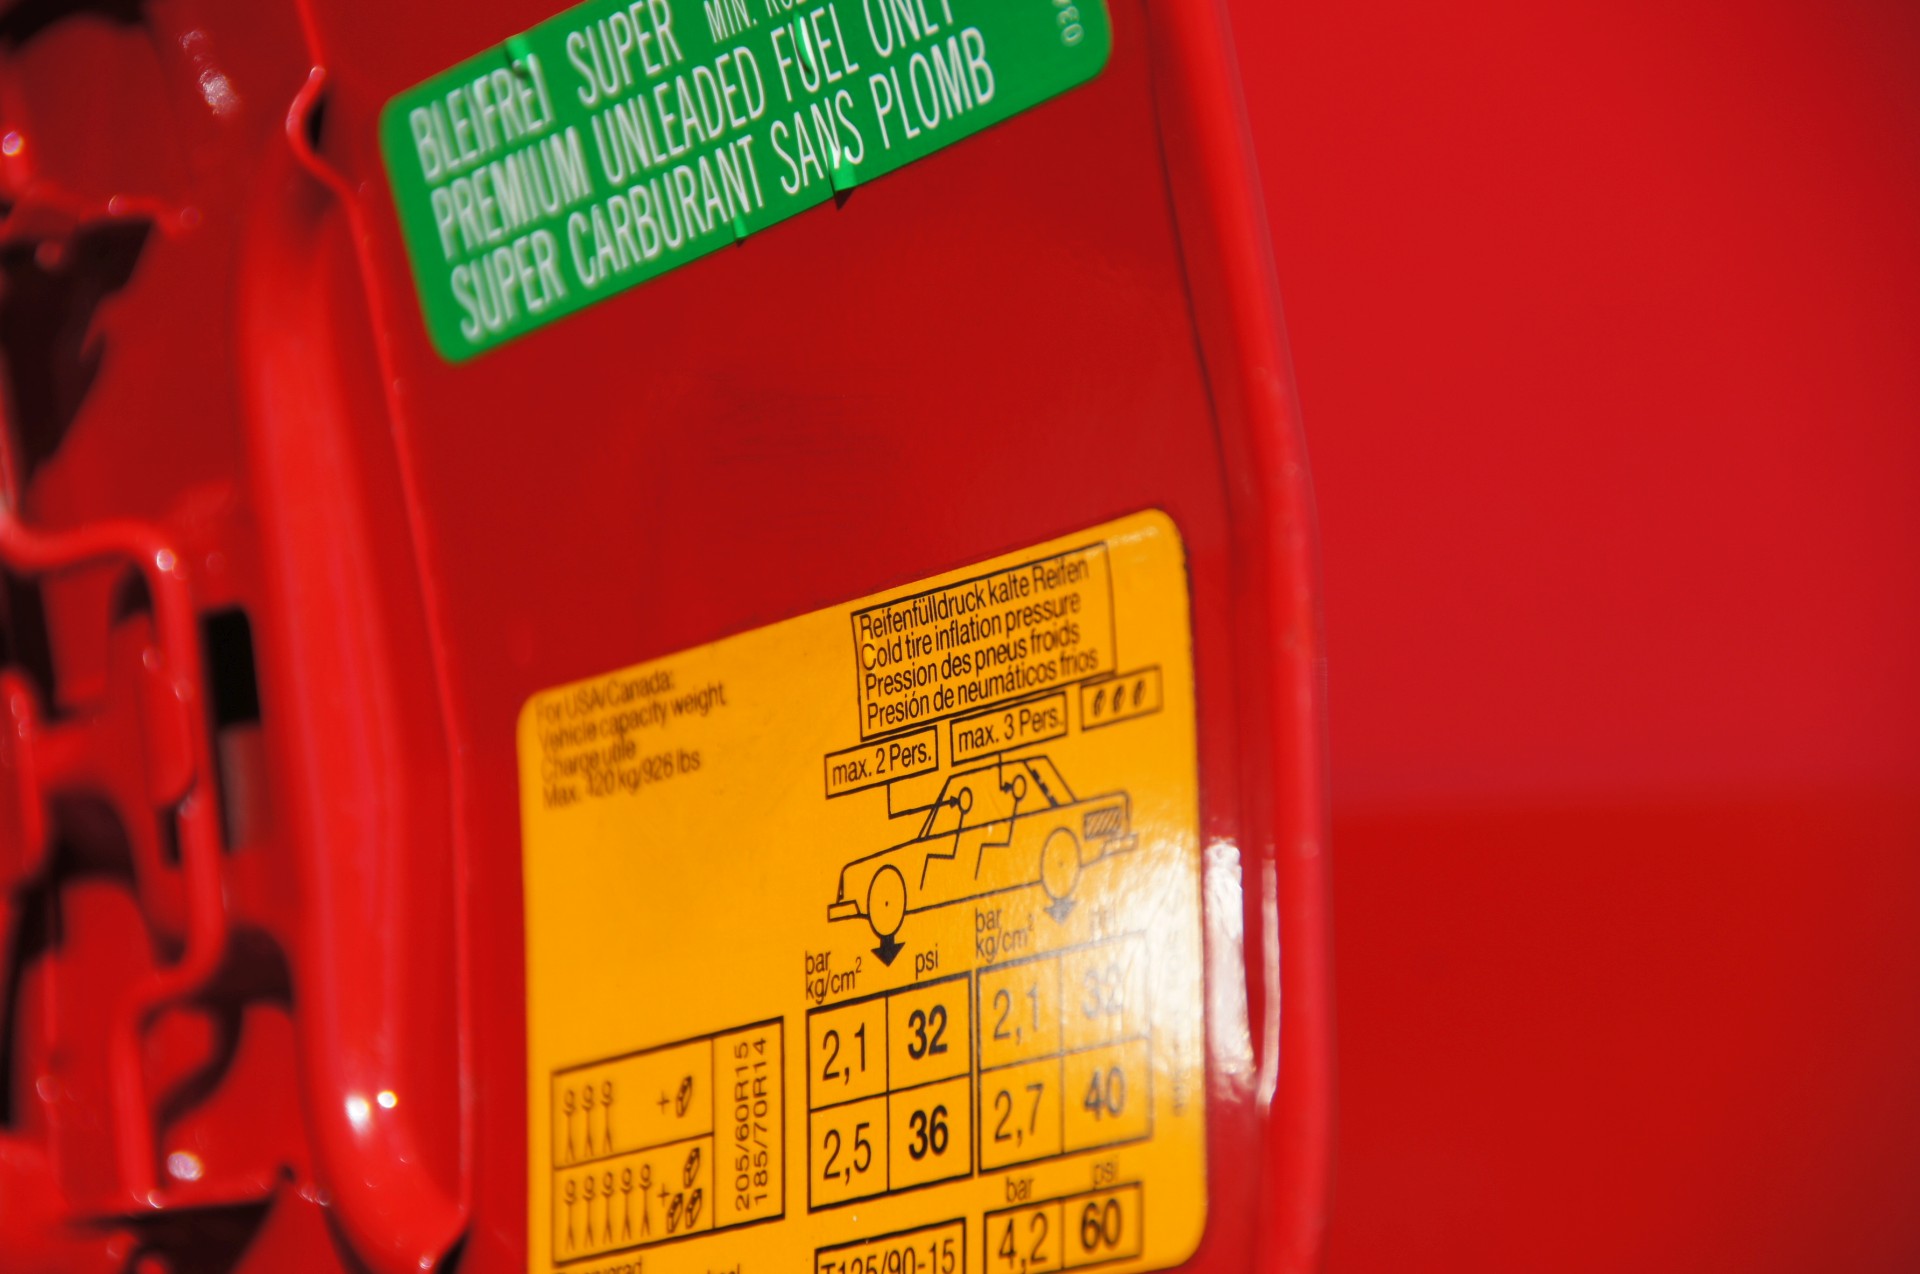 BLEIFREI SUPER MIN.
PREMIUM UNLEADED FUEL ONLY
SUPER CARBURANT SANS PLOMB
Reifenfülldruck kalte Reifen
Cold tire inflation pressure
Pression des pneus froids
Presión de neumáticos frios
For USA/Canada:
Vehicle capacity weight
Charge utile
Max. 420 kg/926 lbs
max. 2 Pers.
max. 3 Pers.
bar psi bar
kg/cm² kg/cm²
2,1 32 2,1 32
2,5 36 2,7 40
+
+
205/60R15
185/70R14
bar psi
T125/90-15 4,2 60